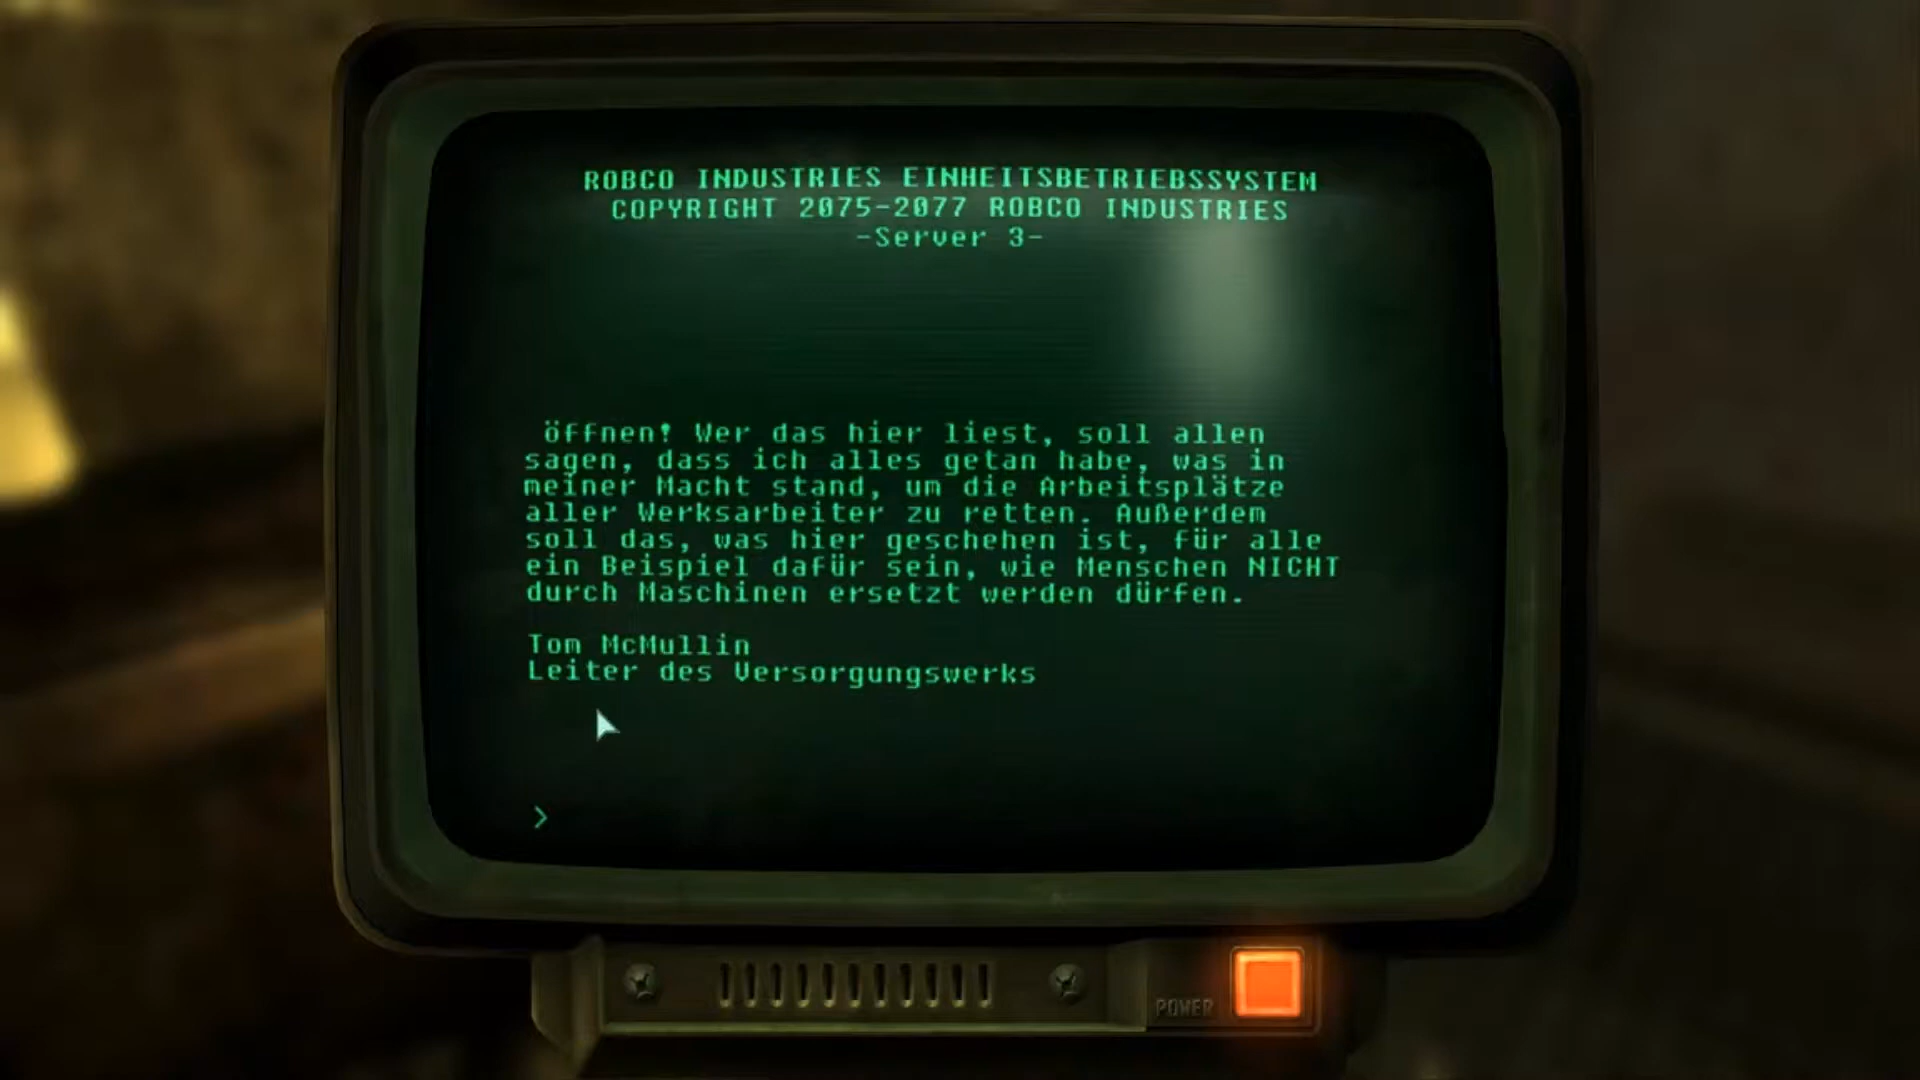 ROBCO INDUSTRIES EINHEITSBETRIEBSSYSTEM
COPYRIGHT 2075-2077 ROBCO INDUSTRIES
-Server 3-
öffnen! Wer das hier liest, soll allen
sagen, dass ich alles getan habe, was in
meiner Macht stand, um die Arbeitsplätze
aller Werksarbeiter zu retten. Außerdem
soll das, was hier geschehen ist, für alle
ein Beispiel dafür sein, wie Menschen NICHT
durch Maschinen ersetzt werden dürfen.
Tom McMullin
Leiter des Versorgungswerks
>
POWER